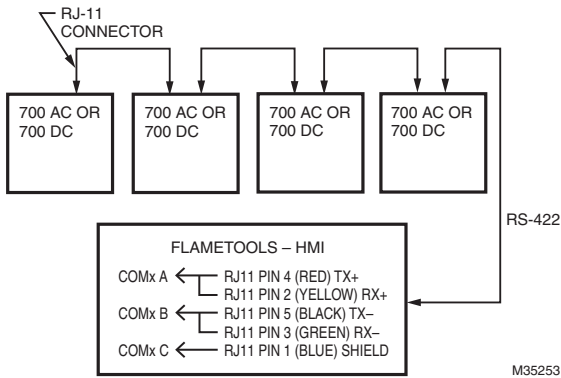 RJ-11
CONNECTOR
700 AC OR
700 DC
700 AC OR
700 DC
700 AC OR
700 DC
700 AC OR
700 DC
RS-422
FLAMETOOLS – HMI
COMx A RJ11 PIN 4 (RED) TX+
RJ11 PIN 2 (YELLOW) RX+
COMx B RJ11 PIN 5 (BLACK) TX–
RJ11 PIN 3 (GREEN) RX–
COMx C RJ11 PIN 1 (BLUE) SHIELD
M35253